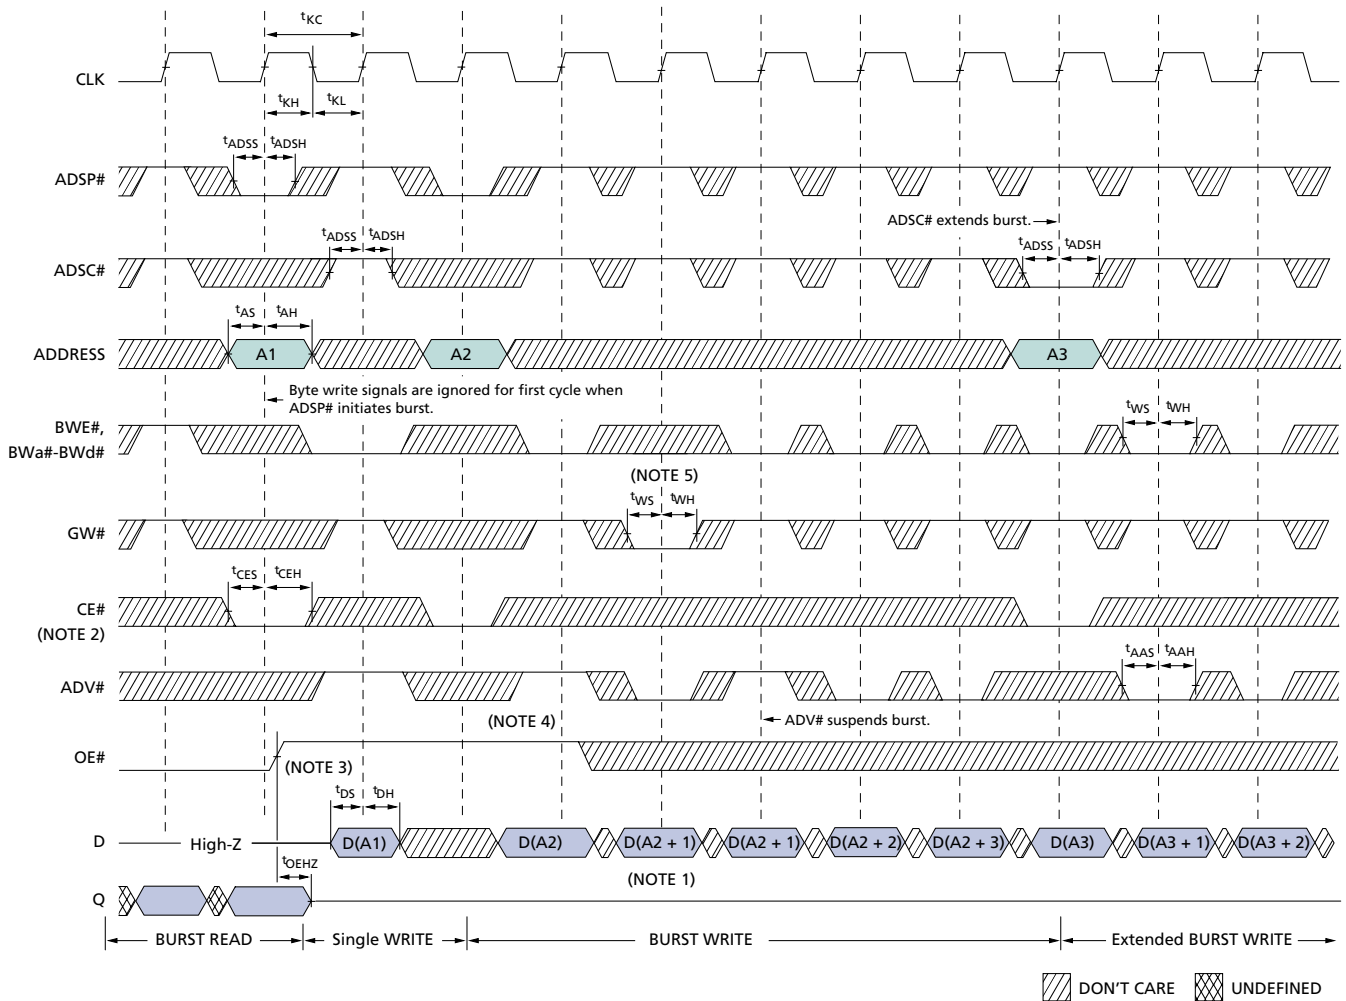 tKC
CLK
tKH tKL
tADSS tADSH
ADSP#
ADSC# extends burst.
tADSS tADSH
tADSS tADSH
ADSC#
tAS tAH
ADDRESS A1 A2 A3
Byte write signals are ignored for first cycle when
ADSP# initiates burst.
tWS tWH
BWE#,
BWa#-BWd#
(NOTE 5)
tWS tWH
GW#
tCES tCEH
CE#
(NOTE 2)
tAAS tAAH
ADV#
(NOTE 4)
ADV# suspends burst.
OE#
(NOTE 3)
tDS tDH
D High-Z D(A1) D(A2) D(A2 + 1) D(A2 + 1) D(A2 + 2) D(A2 + 3) D(A3) D(A3 + 1) D(A3 + 2)
tOEHZ
(NOTE 1)
Q
BURST READ Single WRITE BURST WRITE Extended BURST WRITE
DON'T CARE UNDEFINED